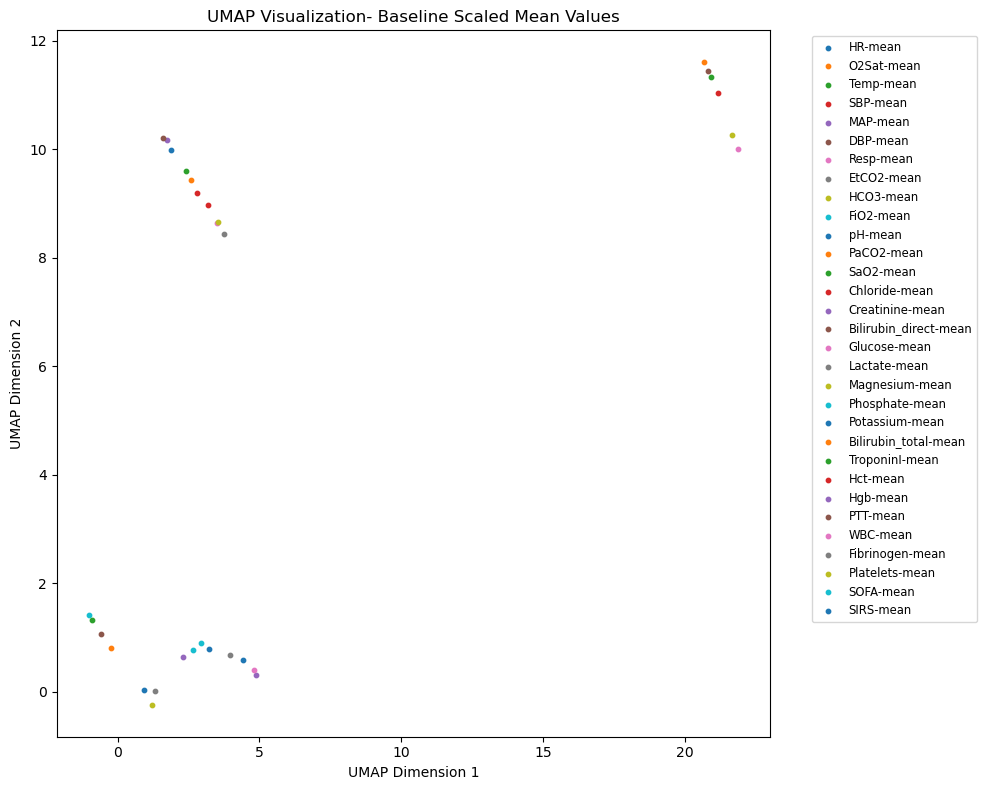 UMAP Visualization- Baseline Scaled Mean Values
12
10
8
6
4
2
0
UMAP Dimension 2
0 5 10 15 20
UMAP Dimension 1
HR-mean
O2Sat-mean
Temp-mean
SBP-mean
MAP-mean
DBP-mean
Resp-mean
EtCO2-mean
HCO3-mean
FiO2-mean
pH-mean
PaCO2-mean
SaO2-mean
Chloride-mean
Creatinine-mean
Bilirubin_direct-mean
Glucose-mean
Lactate-mean
Magnesium-mean
Phosphate-mean
Potassium-mean
Bilirubin_total-mean
TroponinI-mean
Hct-mean
Hgb-mean
PTT-mean
WBC-mean
Fibrinogen-mean
Platelets-mean
SOFA-mean
SIRS-mean